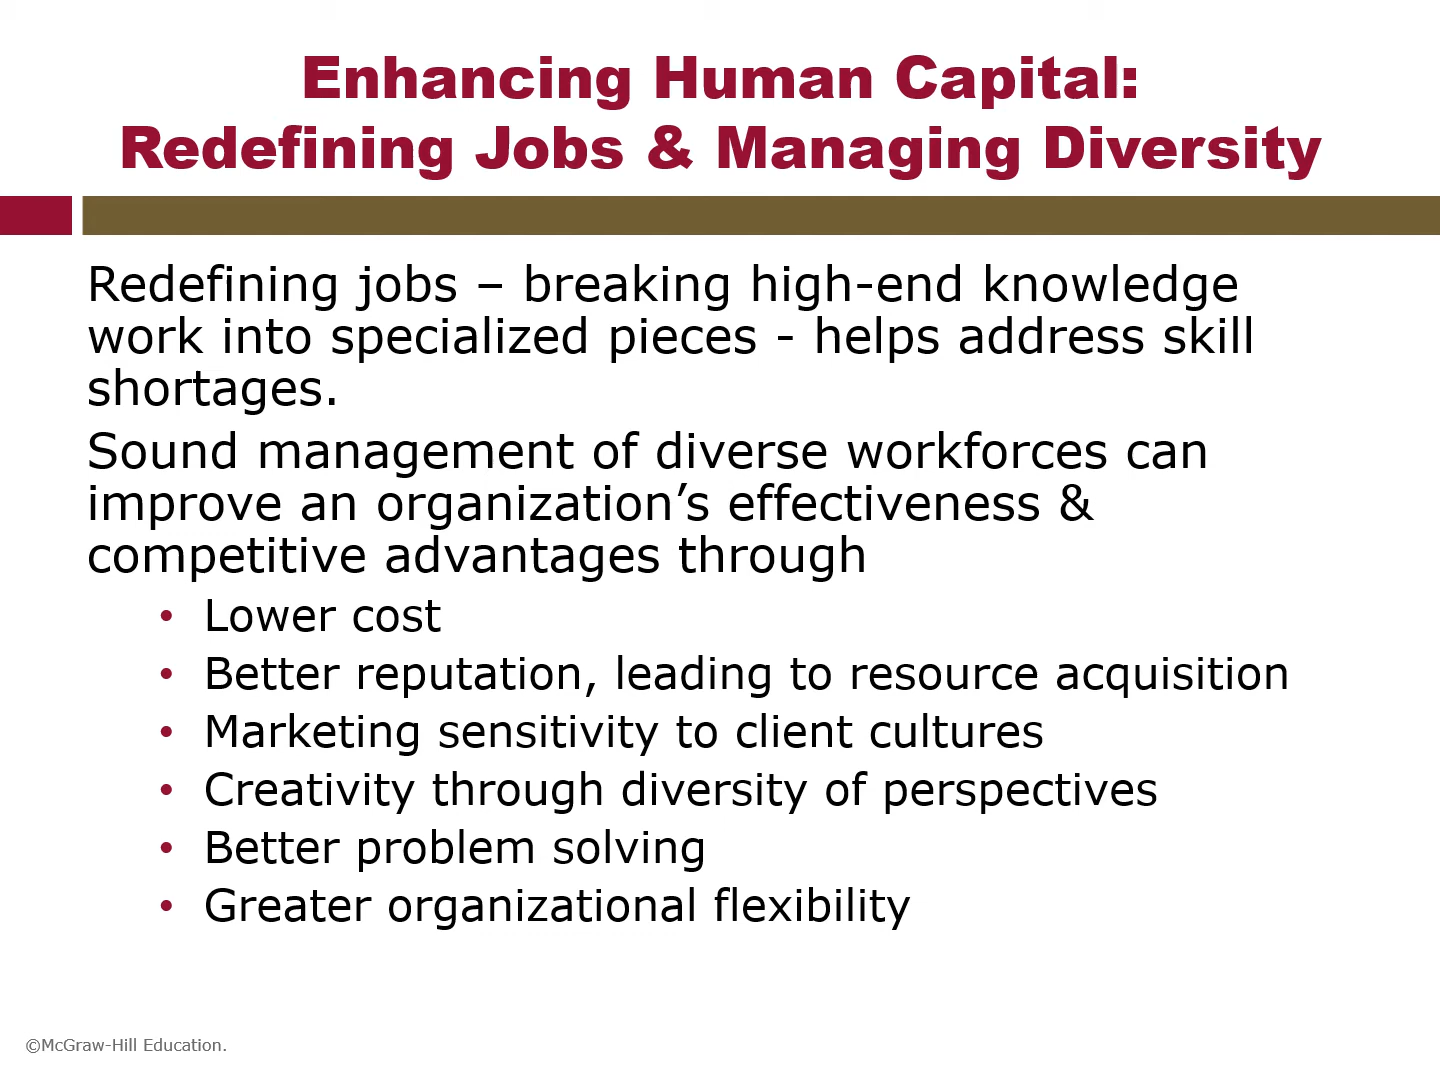 Enhancing Human Capital:
Redefining Jobs & Managing Diversity
Redefining jobs – breaking high-end knowledge
work into specialized pieces - helps address skill
shortages.
Sound management of diverse workforces can
improve an organization’s effectiveness &
competitive advantages through
• Lower cost
• Better reputation, leading to resource acquisition
• Marketing sensitivity to client cultures
• Creativity through diversity of perspectives
• Better problem solving
• Greater organizational flexibility
©McGraw-Hill Education.